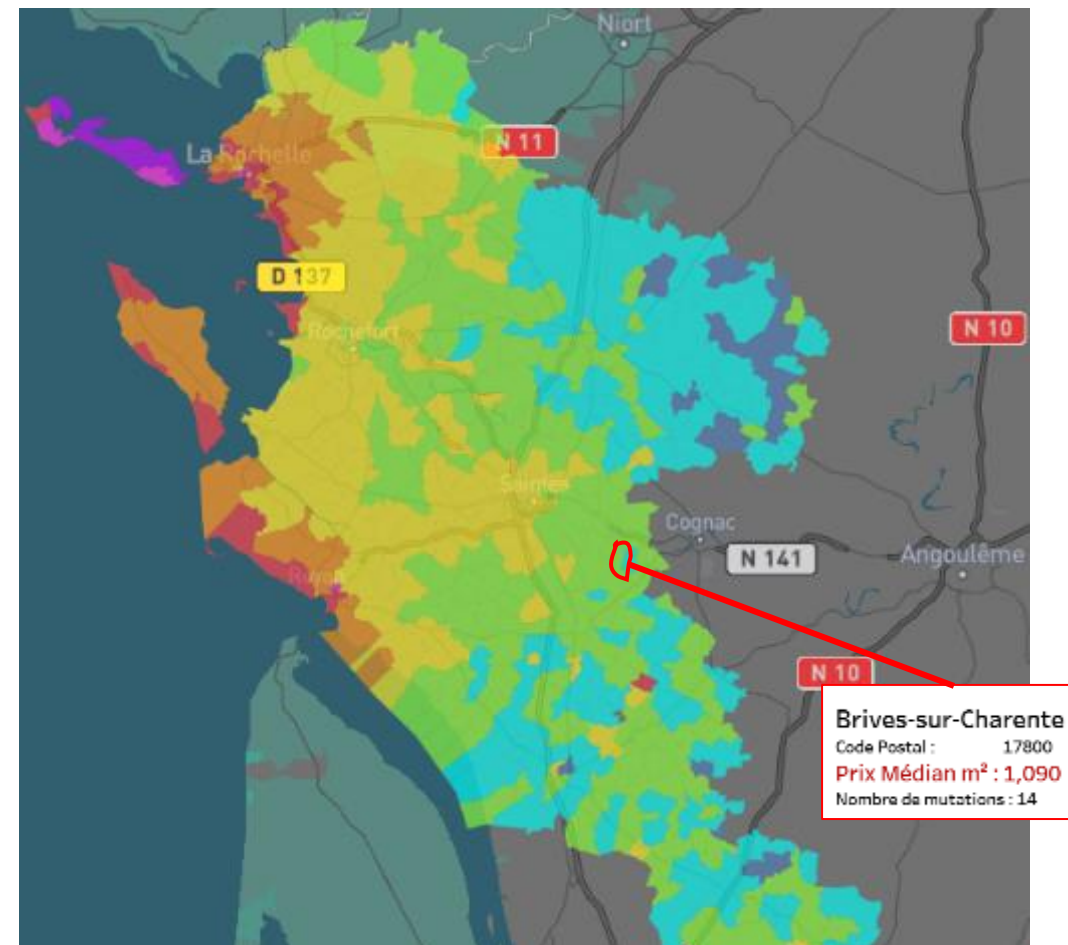 Niort
N 11
La Rochelle
D 137
N 10
Rochefort
Saintes
Cognac
N 141
Angoulême
Royan
N 10
Brives-sur-Charente
Code Postal : 17800
Prix Médian m² : 1,090
Nombre de mutations : 14